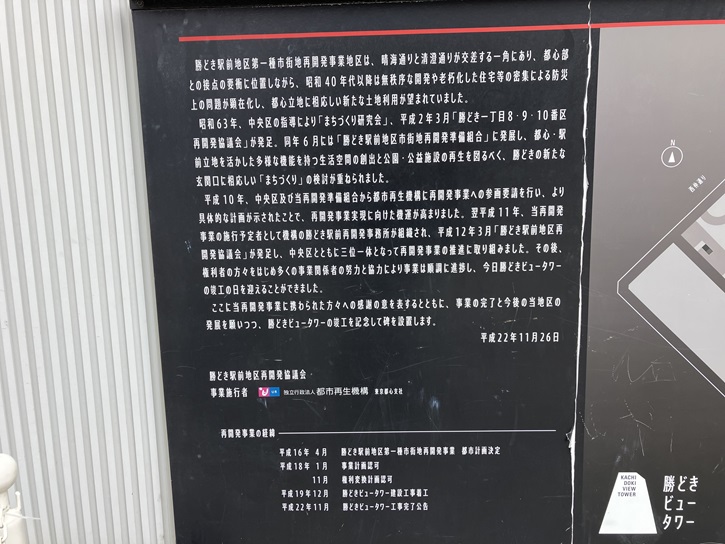 勝どき駅前地区第一種市街地再開発事業地区は、晴海通りと清澄通りが交差する一角にあり、都心部
との接点の要衝に位置しながら、昭和40年代以降は無秩序な開発や老朽化した住宅等の密集による防災
上の問題が顕在化し、都心立地に相応しい新たな土地利用が望まれていました。
昭和63年、中央区の指導により「まちづくり研究会」、平成2年3月「勝どき一丁目8・9・10番区
再開発協議会」が発足。同年6月には「勝どき駅前地区市街地再開発準備組合」に発展し、都心・駅
前立地を活かした多様な機能を持つ生活空間の創出と公園・公益施設の再生を図るべく、勝どきの新たな
玄関口に相応しい「まちづくり」の検討が重ねられました。
平成10年、中央区及び当再開発準備組合から都市再生機構に再開発事業への参画要請を行い、より
具体的な計画が示されたことで、再開発事業実現に向けた機運が高まりました。翌平成11年、当再開発
事業の施行予定者として機構の勝どき駅前再開発事務所が組織され、平成12年3月「勝どき駅前地区再
開発協議会」が発足し、中央区とともに三位一体となって再開発事業の推進に取り組みました。その後、
権利者の方々をはじめ多くの事業関係者の努力と協力により事業は順調に進捗し、今日勝どきビュータワー
の竣工の日を迎えることができました。
ここに当再開発事業に携わられた方々への感謝の意を表するとともに、事業の完了と今後の当地区の
発展を願いつつ、勝どきビュータワーの竣工を記念して碑を設置します。
平成22年11月26日
勝どき駅前地区再開発協議会
事業施行者 UR 独立行政法人 都市再生機構 東京都心支社
再開発事業の経緯
平成16年 4月 勝どき駅前地区第一種市街地再開発事業 都市計画決定
平成18年 1月 事業計画認可
11月 権利変換計画認可
平成19年12月 勝どきビュータワー建設工事着工
平成22年11月 勝どきビュータワー工事完了公告
N
KACHI
DOKI
VIEW
TOWER
勝どき
ビュー
タワー